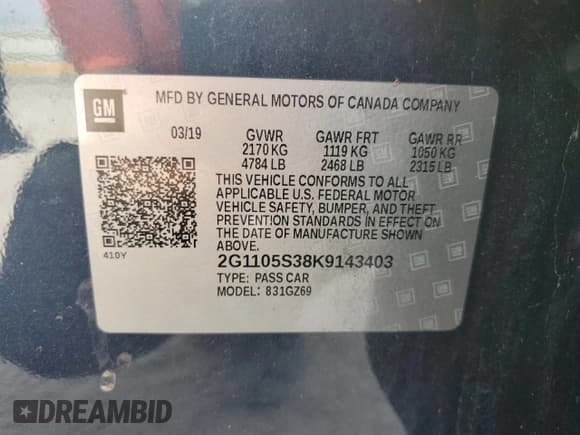 GM
MFD BY GENERAL MOTORS OF CANADA COMPANY
03/19 GVWR GAWR FRT GAWR RR
2170 KG 1119 KG 1050 KG
4784 LB 2468 LB 2315 LB
THIS VEHICLE CONFORMS TO ALL
APPLICABLE U.S. FEDERAL MOTOR
VEHICLE SAFETY, BUMPER, AND THEFT
PREVENTION STANDARDS IN EFFECT ON
THE DATE OF MANUFACTURE SHOWN
ABOVE.
410Y
2G1105S38K9143403
TYPE: PASS CAR
MODEL: 831GZ69
DREAMBID